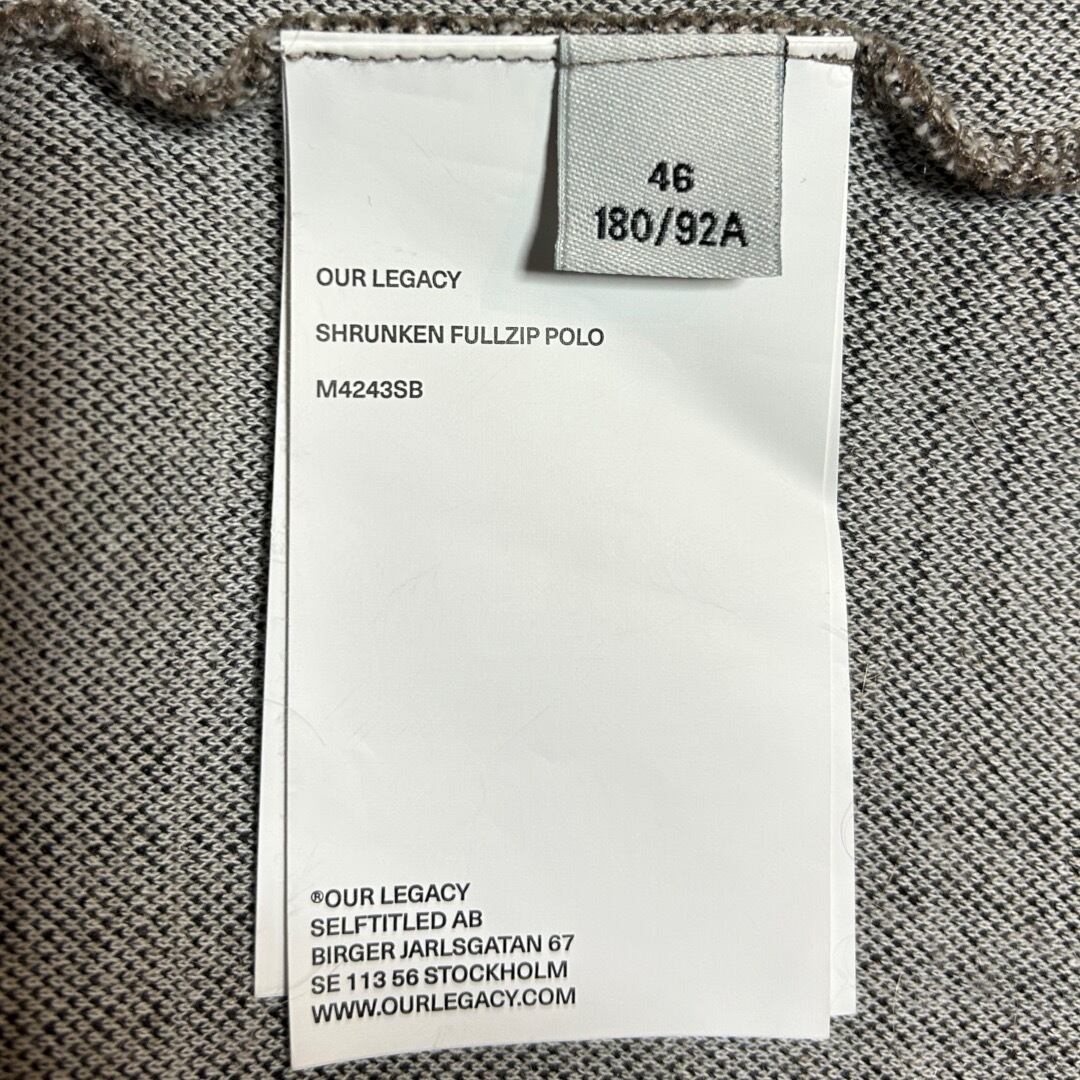 46
180/92A
OUR LEGACY
SHRUNKEN FULLZIP POLO
M4243SB
®OUR LEGACY
SELFTITLED AB
BIRGER JARLSGATAN 67
SE 113 56 STOCKHOLM
WWW.OURLEGACY.COM